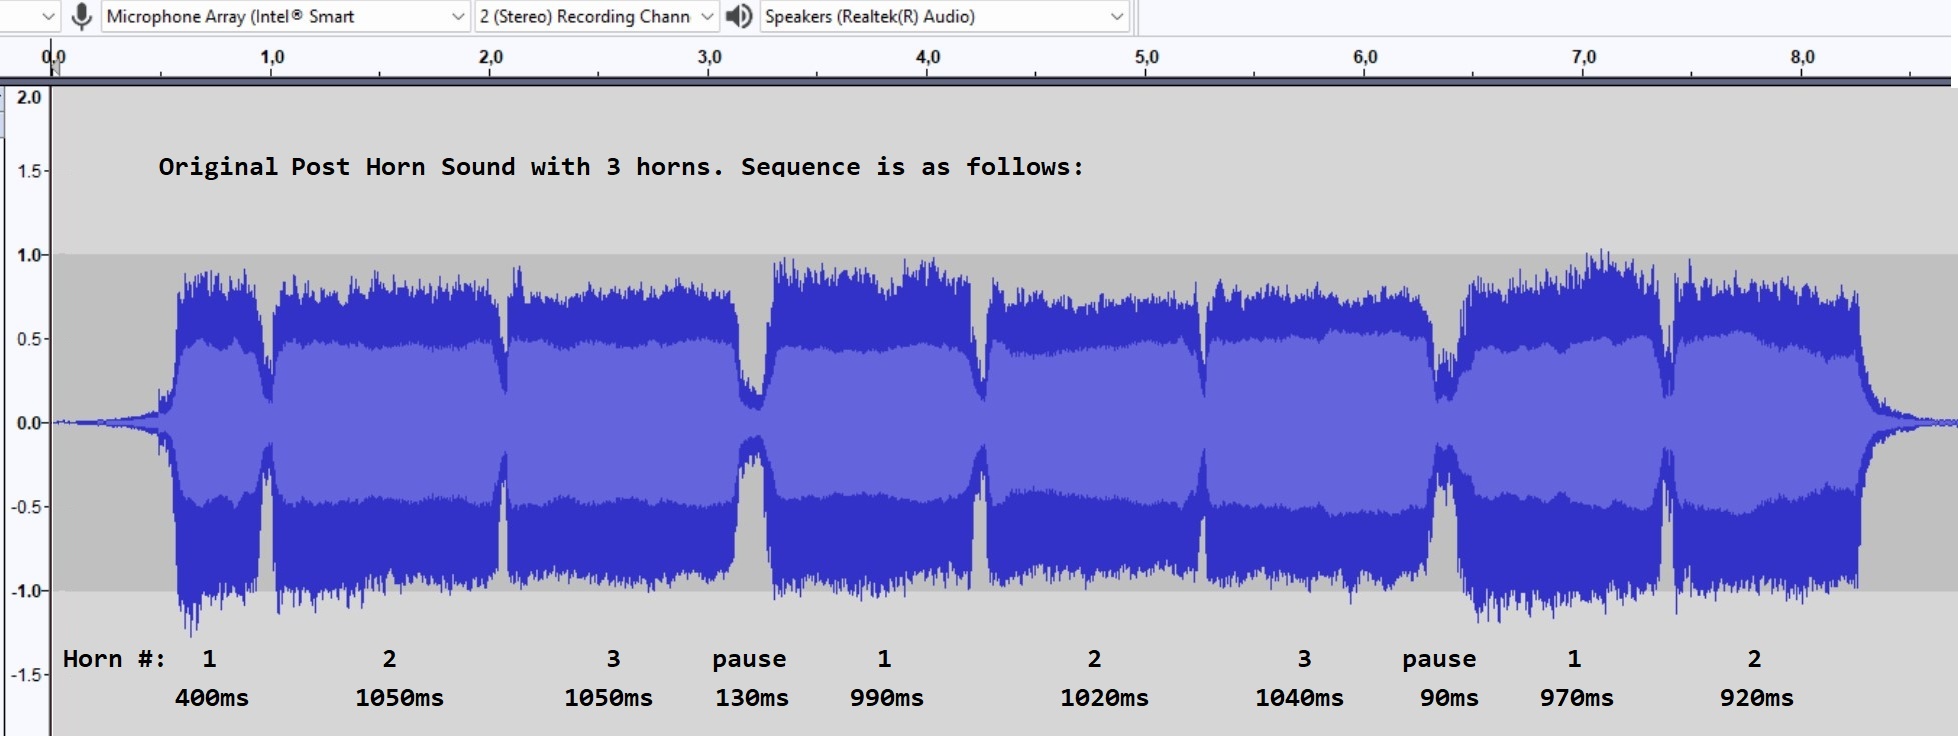 Microphone Array (Intel® Smart 2 (Stereo) Recording Chann Speakers (Realtek(R) Audio)
0,0 1,0 2,0 3,0 4,0 5,0 6,0 7,0 8,0
2.0
Original Post Horn Sound with 3 horns. Sequence is as follows:
1.5
1.0
0.5
0.0
-0.5
-1.0
Horn #: 1 2 3 pause 1 2 3 pause 1 2
-1.5
400ms 1050ms 1050ms 130ms 990ms 1020ms 1040ms 90ms 970ms 920ms